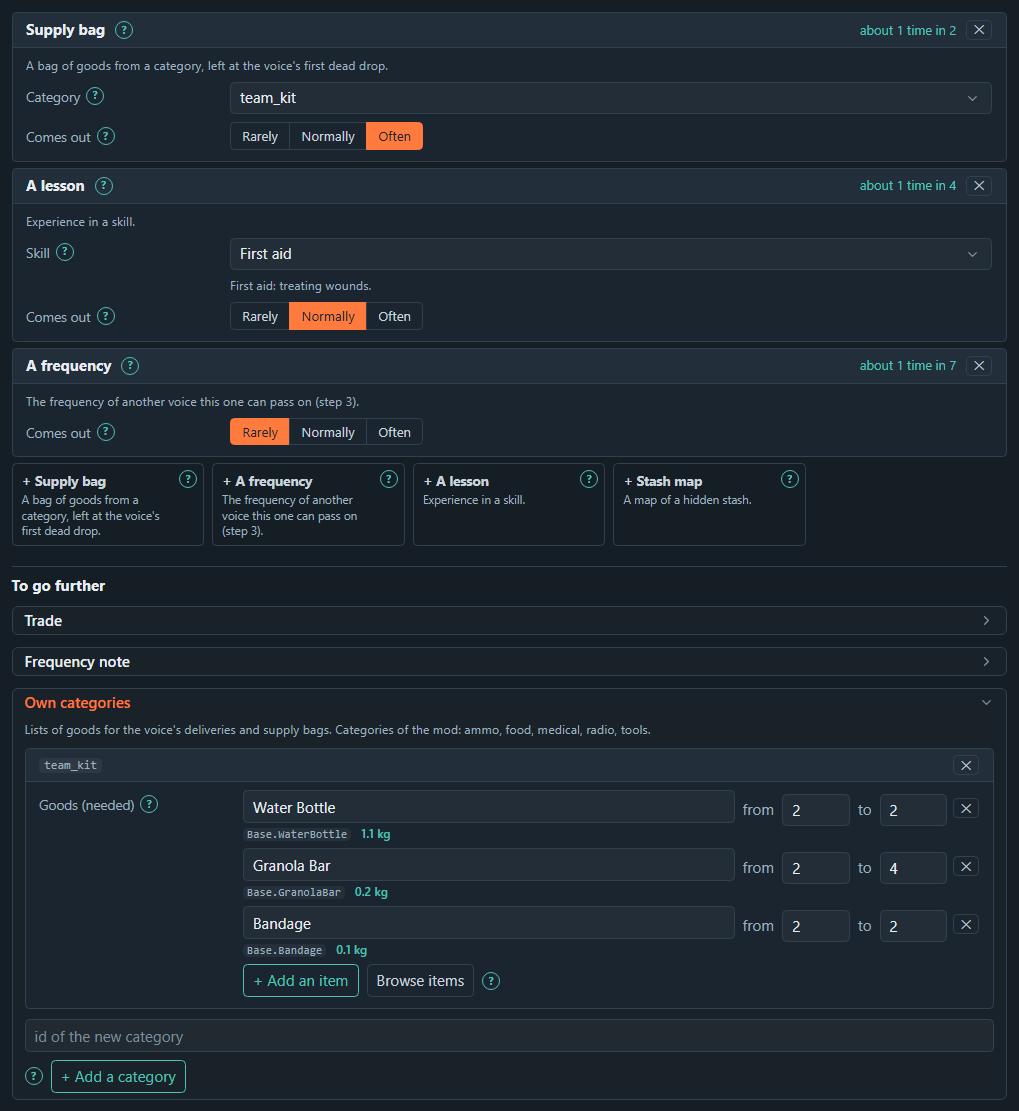 Supply bag ? about 1 time in 2
A bag of goods from a category, left at the voice's first dead drop.
Category ? team_kit
Comes out ? Rarely Normally Often
A lesson ? about 1 time in 4
Experience in a skill.
Skill ? First aid
First aid: treating wounds.
Comes out ? Rarely Normally Often
A frequency ? about 1 time in 7
The frequency of another voice this one can pass on (step 3).
Comes out ? Rarely Normally Often
+ Supply bag ?
A bag of goods from a
category, left at the voice's
first dead drop.
+ A frequency ?
The frequency of another
voice this one can pass on
(step 3).
+ A lesson ?
Experience in a skill.
+ Stash map ?
A map of a hidden stash.
To go further
Trade
Frequency note
Own categories
Lists of goods for the voice's deliveries and supply bags. Categories of the mod: ammo, food, medical, radio, tools.
team_kit
Goods (needed) ? Water Bottle from 2 to 2
Base.WaterBottle 1.1 kg
Granola Bar from 2 to 4
Base.GranolaBar 0.2 kg
Bandage from 2 to 2
Base.Bandage 0.1 kg
+ Add an item Browse items ?
id of the new category
? + Add a category